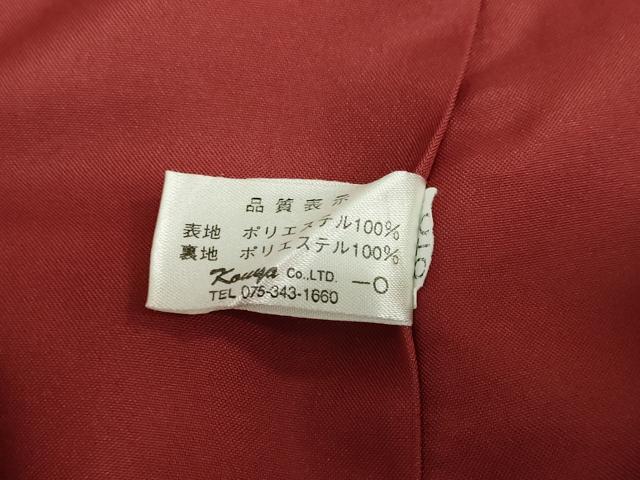 品質表示
表地 ポリエステル100%
裏地 ポリエステル100%
Kouya Co.,LTD. -O
TEL 075-343-1660